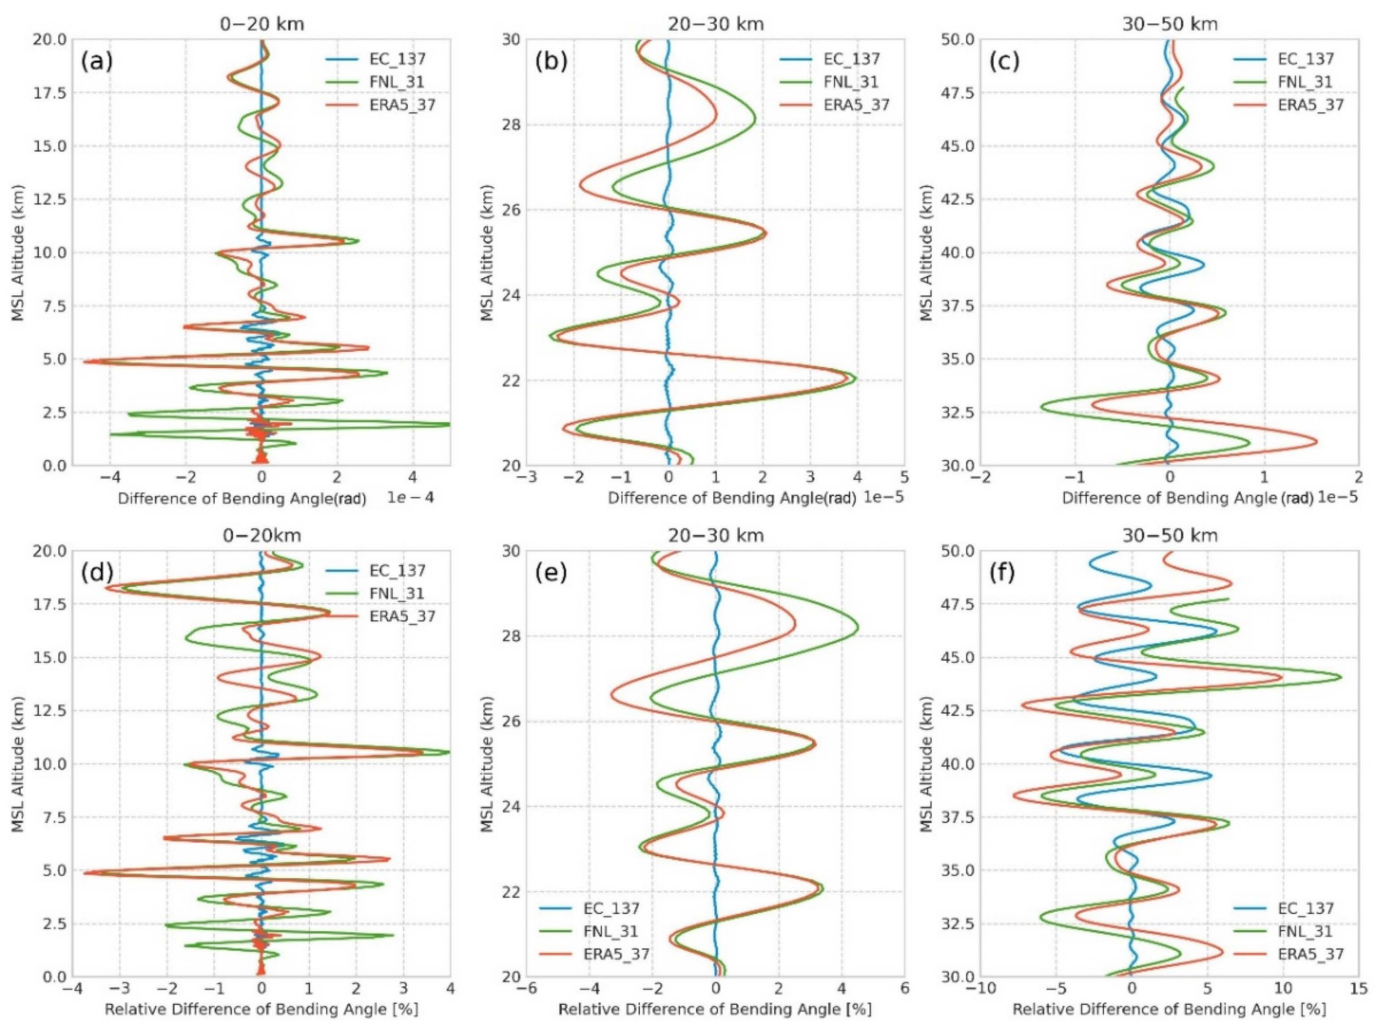 0−20 km
(a)
EC_137
FNL_31
ERA5_37
20.0
17.5
15.0
12.5
10.0
7.5
5.0
2.5
0.0
MSL Altitude (km)
−4 −2 0 2 4
Difference of Bending Angle(rad) 1e−4
20−30 km
(b)
EC_137
FNL_31
ERA5_37
30
28
26
24
22
20
MSL Altitude (km)
−3 −2 −1 0 1 2 3 4 5
Difference of Bending Angle(rad) 1e−5
30−50 km
(c)
EC_137
FNL_31
ERA5_37
50.0
47.5
45.0
42.5
40.0
37.5
35.0
32.5
30.0
MSL Altitude (km)
−2 −1 0 1 2
Difference of Bending Angle (rad) 1e−5
0−20km
(d)
EC_137
FNL_31
ERA5_37
20.0
17.5
15.0
12.5
10.0
7.5
5.0
2.5
0.0
MSL Altitude (km)
−4 −3 −2 −1 0 1 2 3 4
Relative Difference of Bending Angle [%]
20−30 km
(e)
30
28
26
24
22
20
MSL Altitude (km)
EC_137
FNL_31
ERA5_37
−6 −4 −2 0 2 4 6
Relative Difference of Bending Angle [%]
30−50 km
(f)
50.0
47.5
45.0
42.5
40.0
37.5
35.0
32.5
30.0
MSL Altitude (km)
EC_137
FNL_31
ERA5_37
−10 −5 0 5 10 15
Relative Difference of Bending Angle [%]